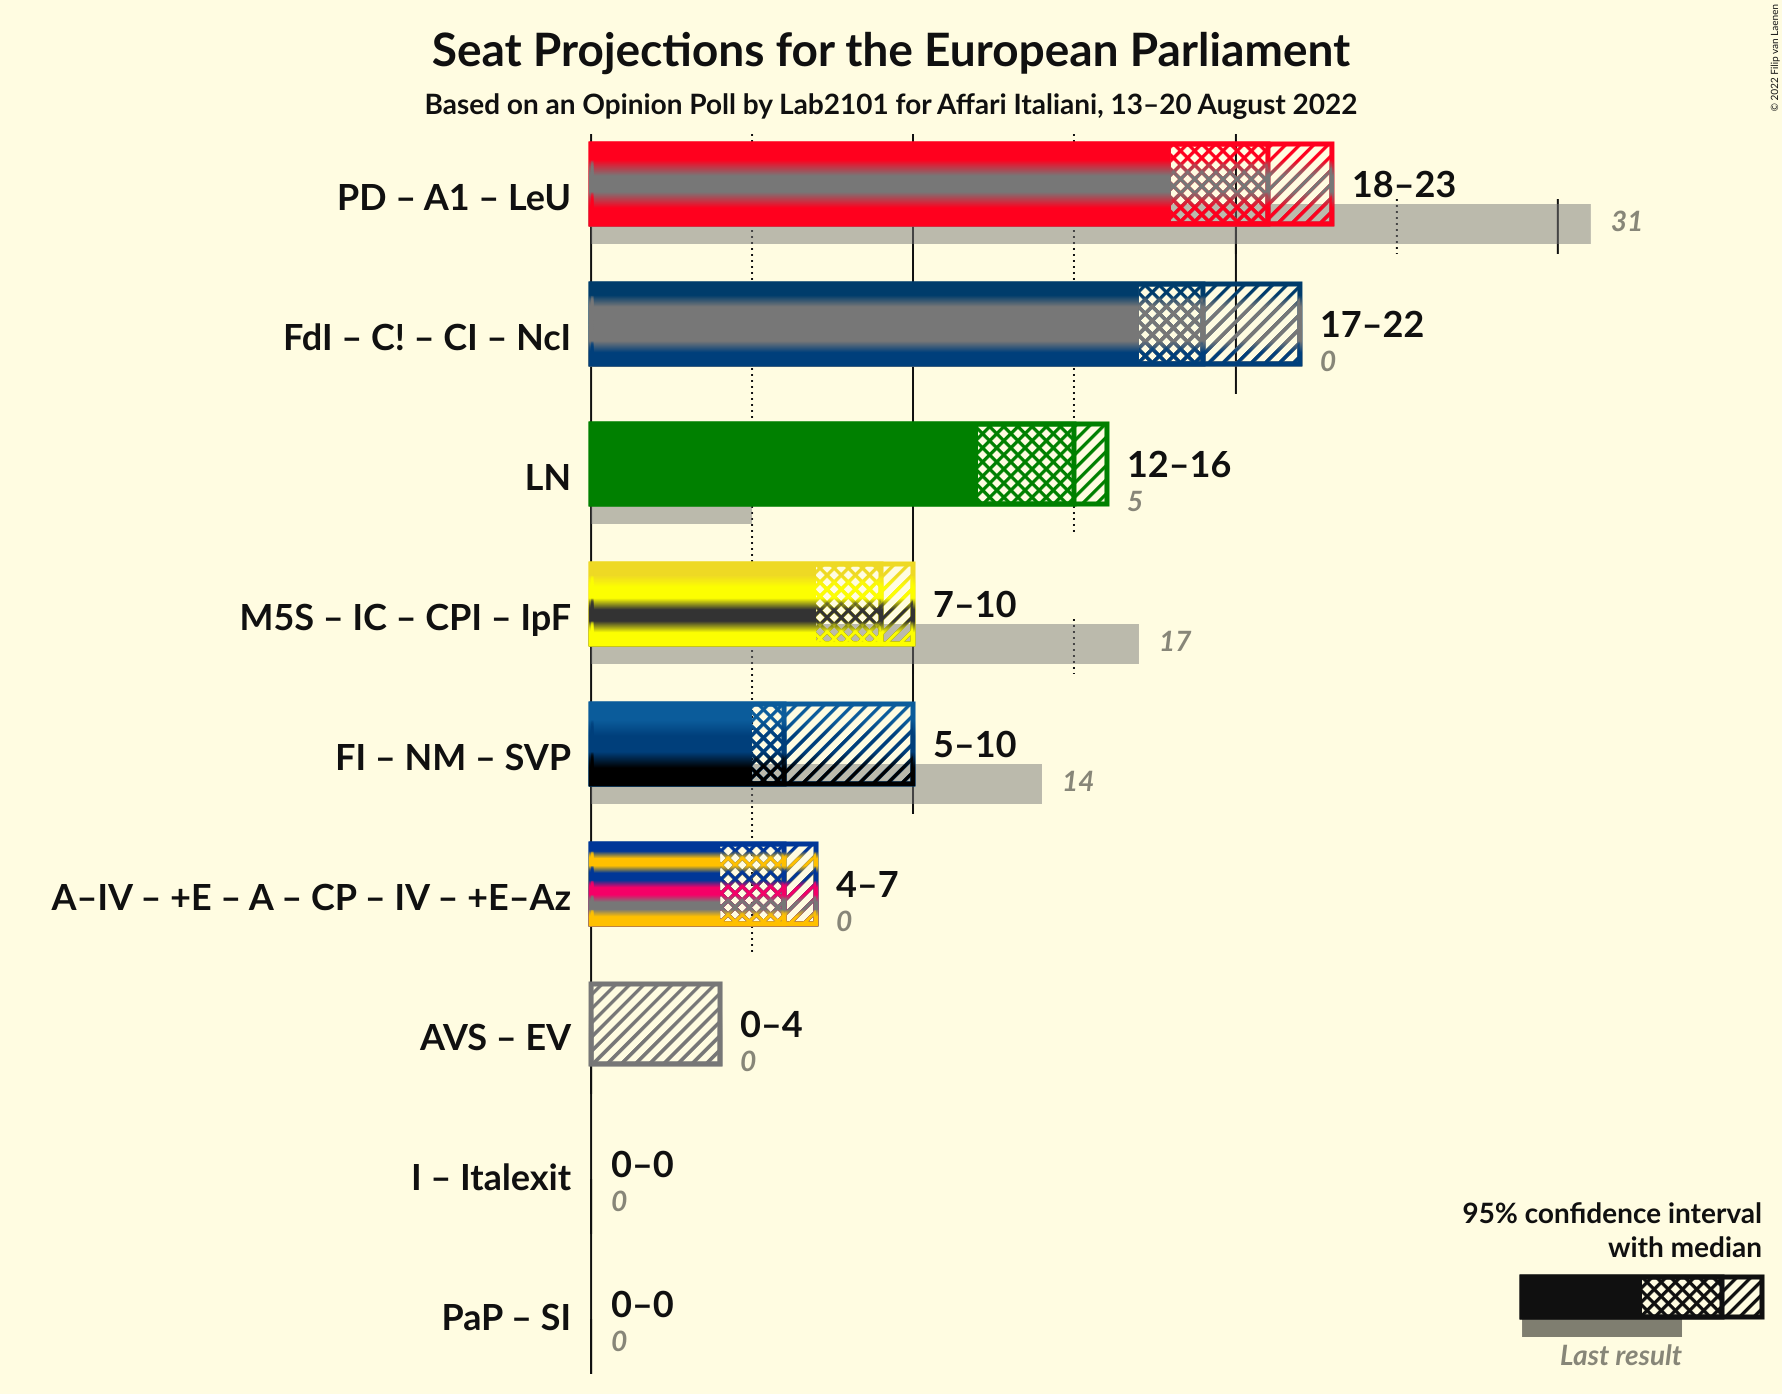 Seat Projections for the European Parliament
Based on an Opinion Poll by Lab2101 for Affari Italiani, 13–20 August 2022
© 2022 Filip van Laenen
PD – A1 – LeU
18–23
31
FdI – C! – CI – NcI
17–22
0
LN
12–16
5
M5S – IC – CPI – IpF
7–10
17
FI – NM – SVP
5–10
14
A–IV – +E – A – CP – IV – +E–Az
4–7
0
AVS – EV
0–4
0
I – Italexit
0–0
0
PaP – SI
0–0
0
95% confidence interval
with median
Last result